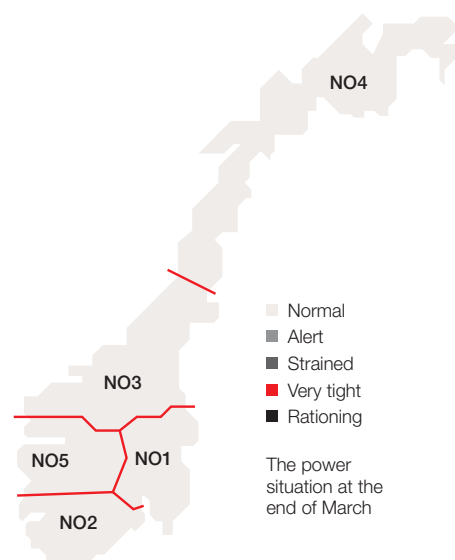 NO4
Normal
Alert
Strained
Very tight
Rationing
NO3
NO5
NO1
The power
situation at the
end of March
NO2